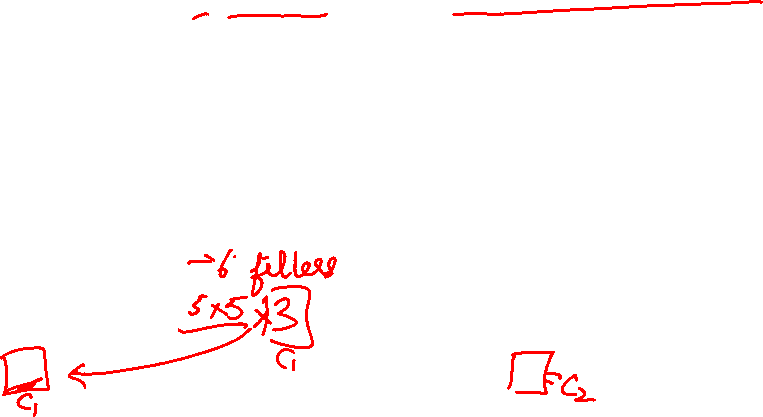 →6 filters
5×5×3
C₁
C₁
C₂